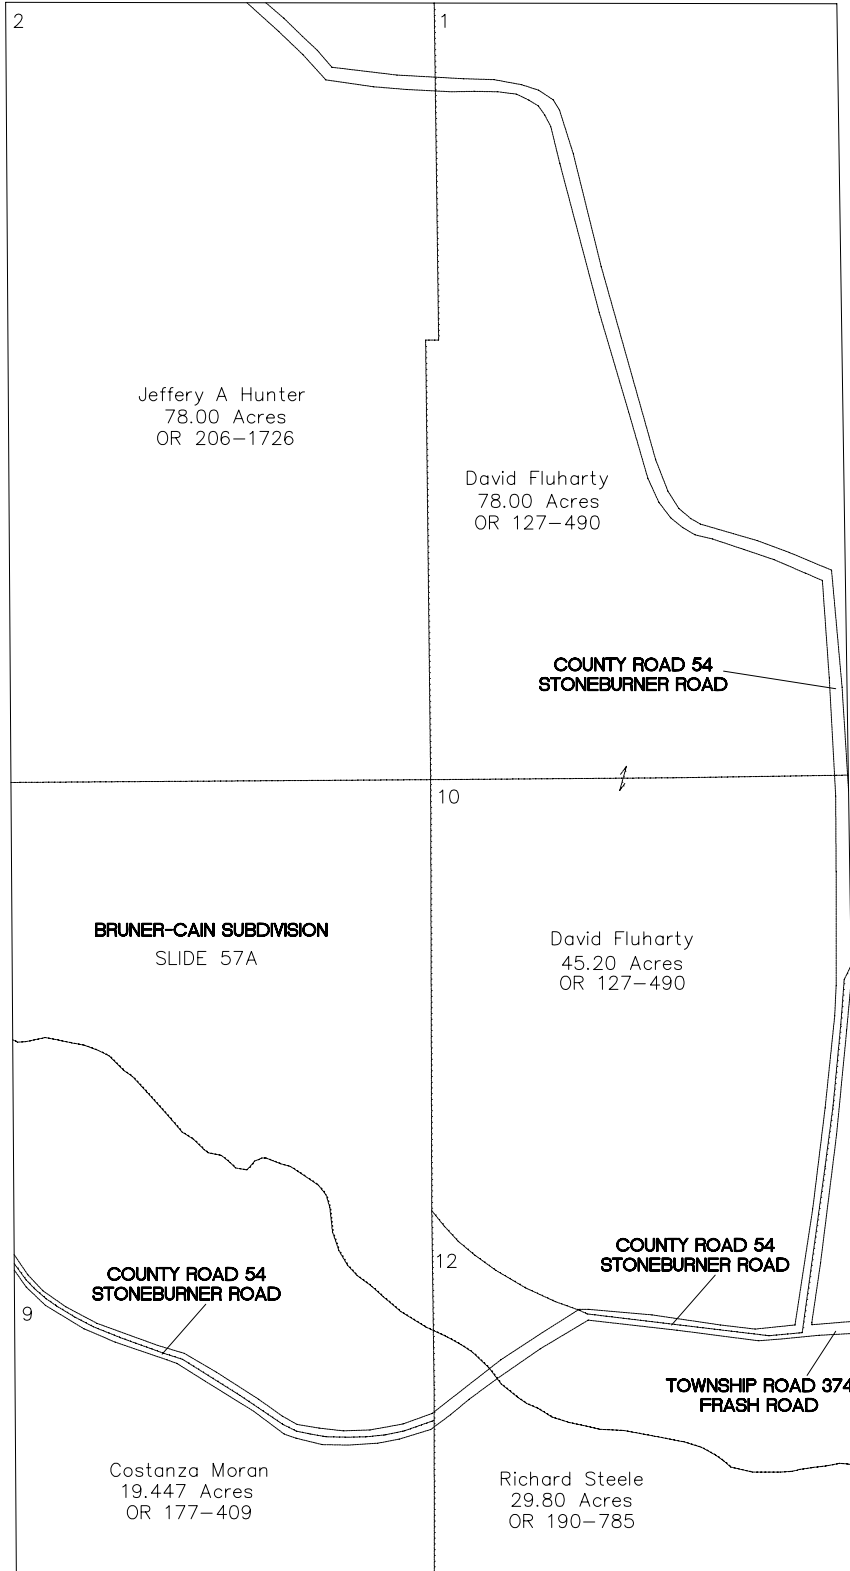 2
1
Jeffery A Hunter
78.00 Acres
OR 206-1726
David Fluharty
78.00 Acres
OR 127-490
COUNTY ROAD 54
STONEBURNER ROAD
10
BRUNER-CAIN SUBDIVISION
SLIDE 57A
David Fluharty
45.20 Acres
OR 127-490
COUNTY ROAD 54
STONEBURNER ROAD
12
COUNTY ROAD 54
STONEBURNER ROAD
9
TOWNSHIP ROAD 374
FRASH ROAD
Costanza Moran
19.447 Acres
OR 177-409
Richard Steele
29.80 Acres
OR 190-785